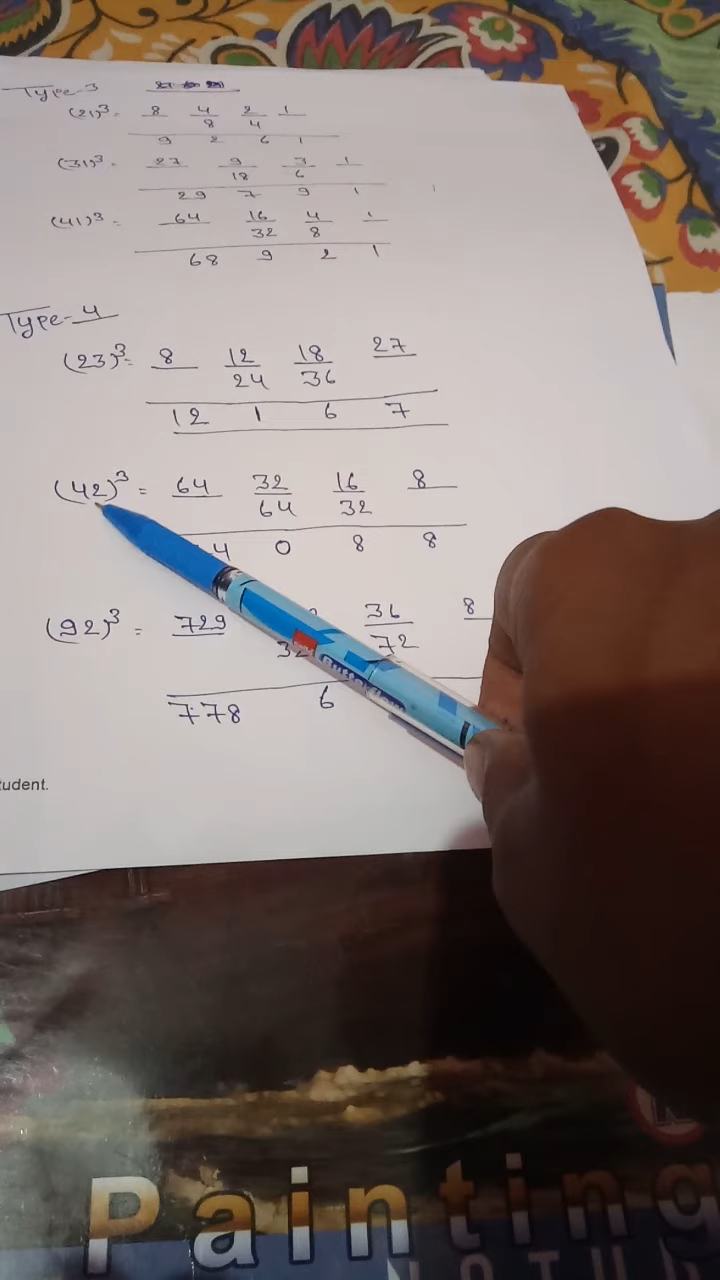 Type-3
(21)³= 8 4 2 1
8 4
9 2 6 1
(31)³= 27 9 3 1
18 6
29 7 9 1
(41)³= 64 16 4 1
32 8
68 9 2 1
Type-4
(23)³= 8 12 18 27
24 36
12 1 6 7
(42)³= 64 32 16 8
64 32
4 0 8 8
(92)³= 729 36 8
32 72
778 6
tudent.
Butterflow
Painting